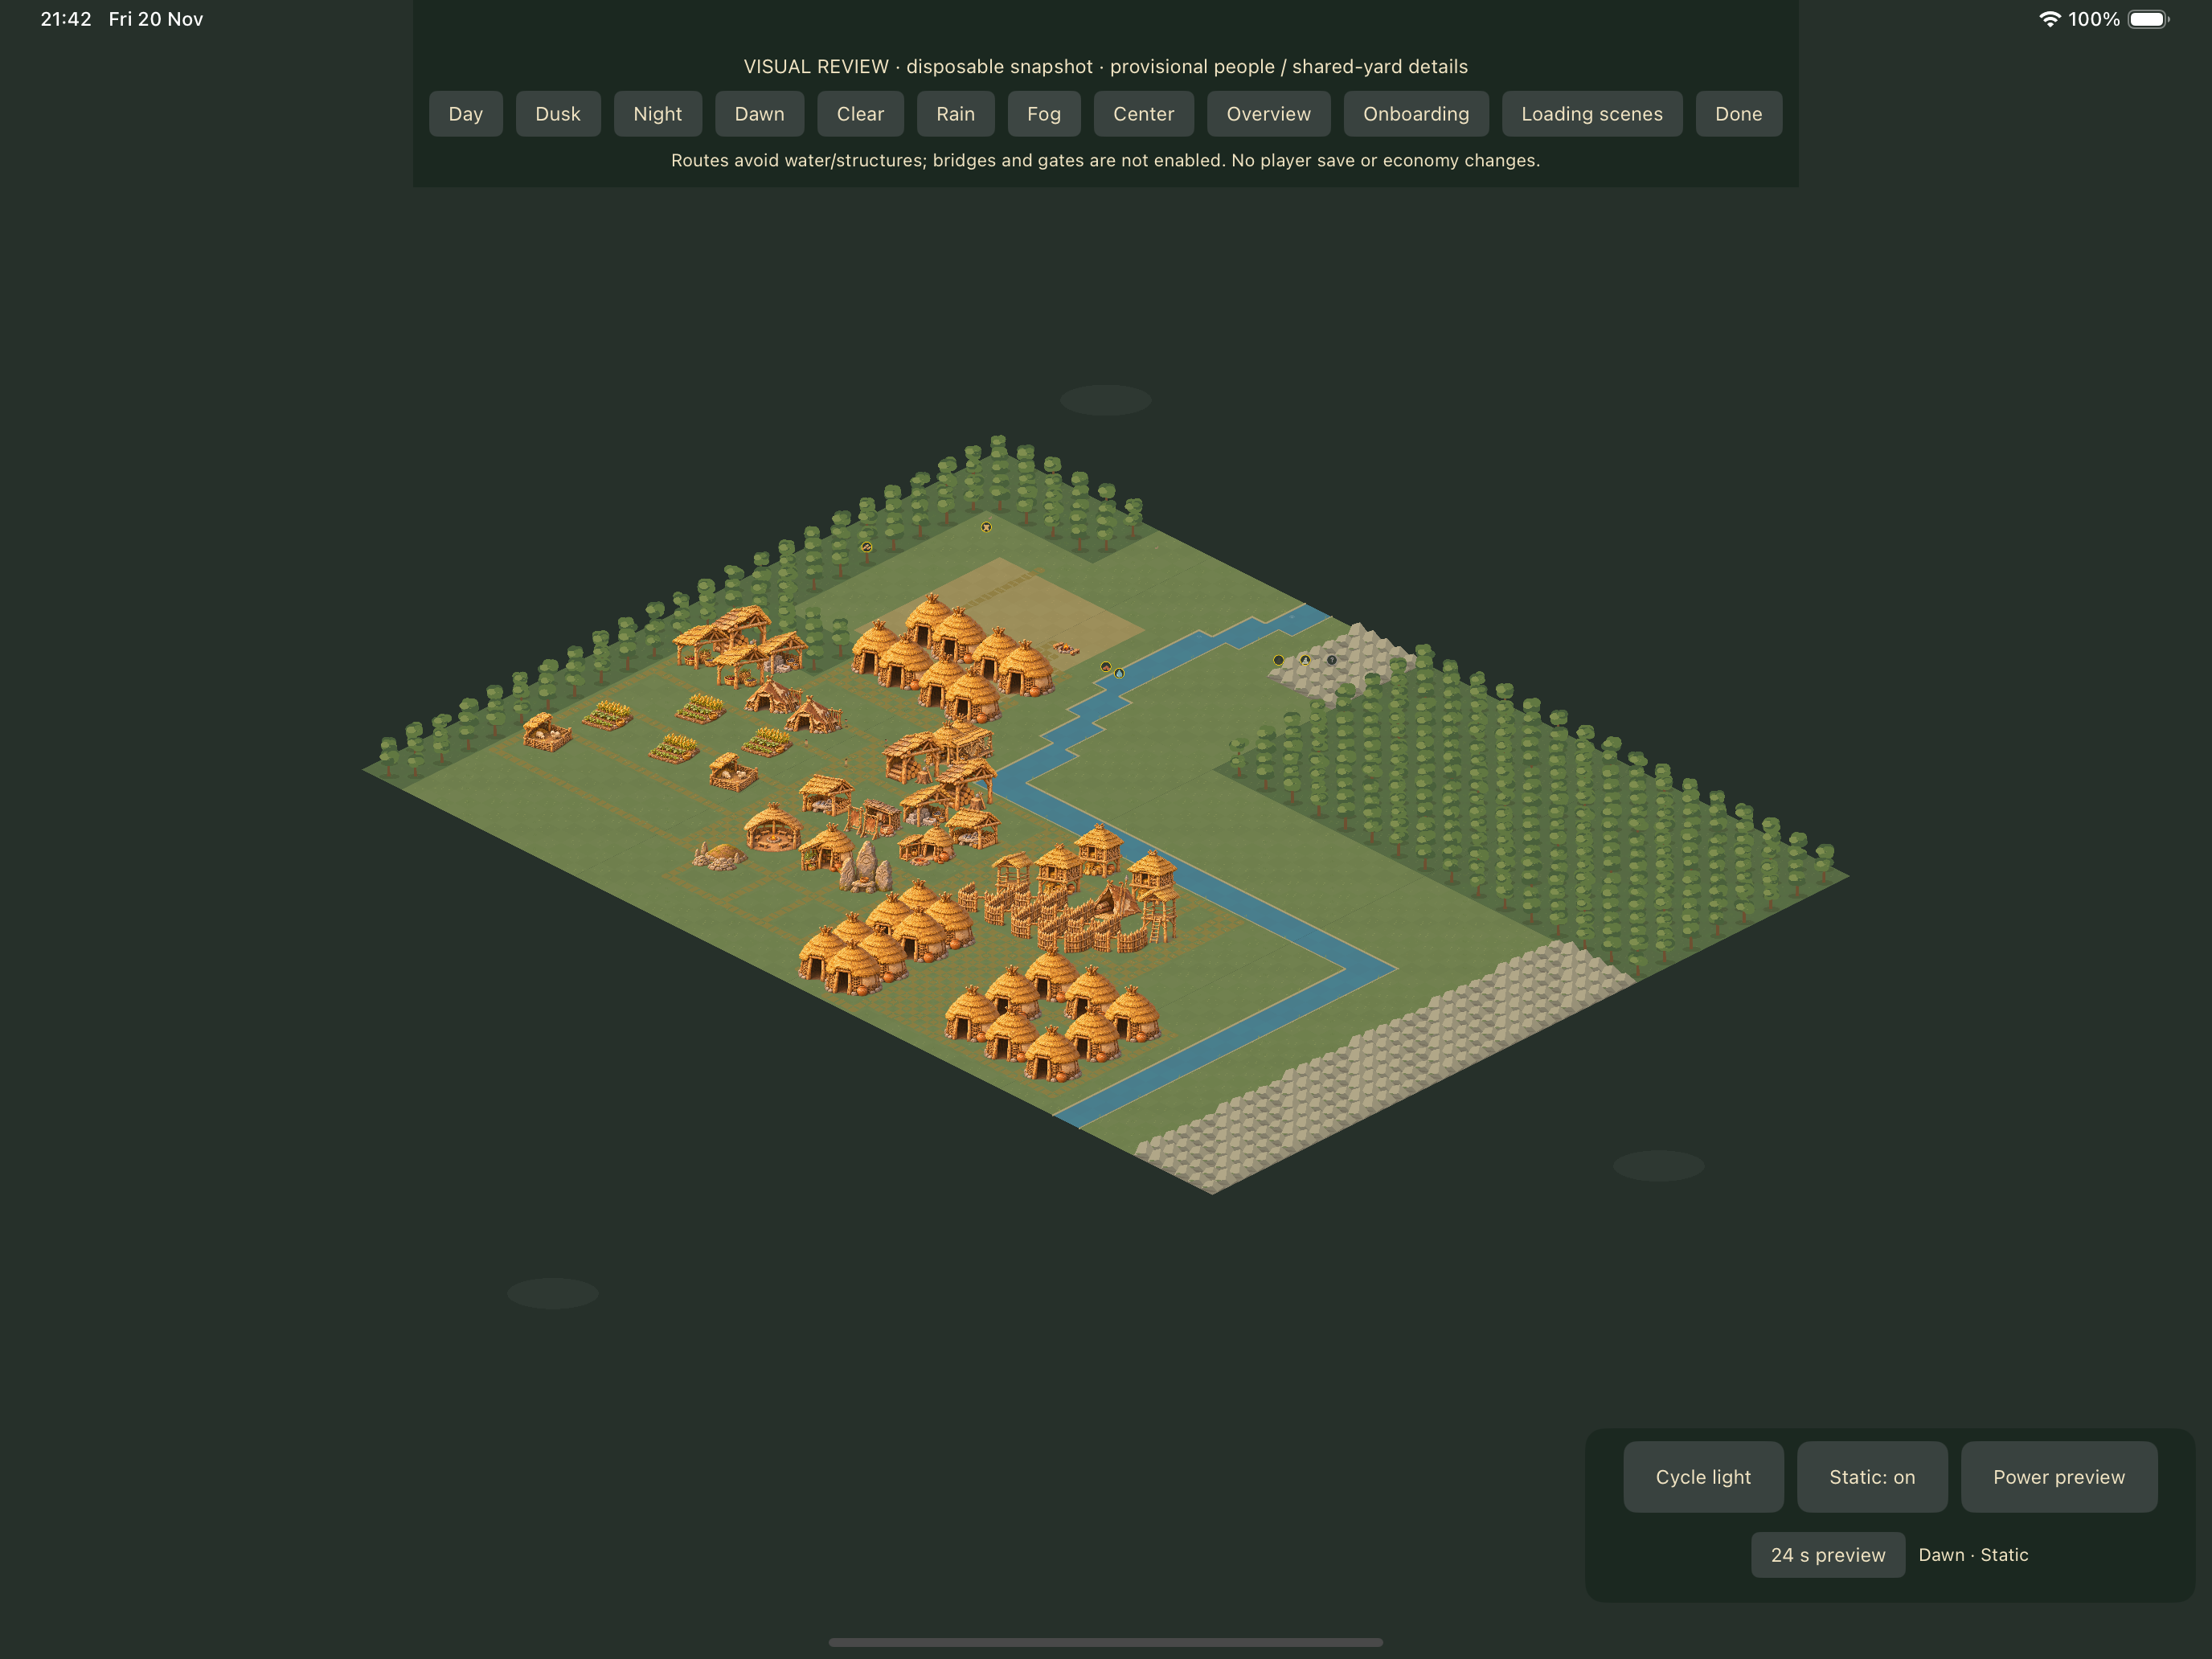 21:42 Fri 20 Nov
100%
VISUAL REVIEW · disposable snapshot · provisional people / shared-yard details
Day Dusk Night Dawn Clear Rain Fog Center Overview Onboarding Loading scenes Done
Routes avoid water/structures; bridges and gates are not enabled. No player save or economy changes.
?
Cycle light Static: on Power preview
24 s preview Dawn · Static